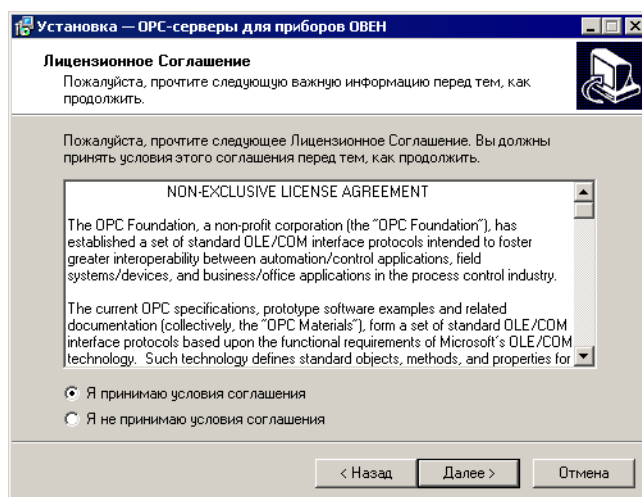 Установка — OPC-серверы для приборов ОВЕН
Лицензионное Соглашение
Пожалуйста, прочтите следующую важную информацию перед тем, как
продолжить.
Пожалуйста, прочтите следующее Лицензионное Соглашение. Вы должны
принять условия этого соглашения перед тем, как продолжить.
NON-EXCLUSIVE LICENSE AGREEMENT
The OPC Foundation, a non-profit corporation (the “OPC Foundation”), has
established a set of standard OLE/COM interface protocols intended to foster
greater interoperability between automation/control applications, field
systems/devices, and business/office applications in the process control industry.
The current OPC specifications, prototype software examples and related
documentation (collectively, the “OPC Materials”), form a set of standard OLE/COM
interface protocols based upon the functional requirements of Microsoft's OLE/COM
technology. Such technology defines standard objects, methods, and properties for
Я принимаю условия соглашения
Я не принимаю условия соглашения
< Назад Далее > Отмена